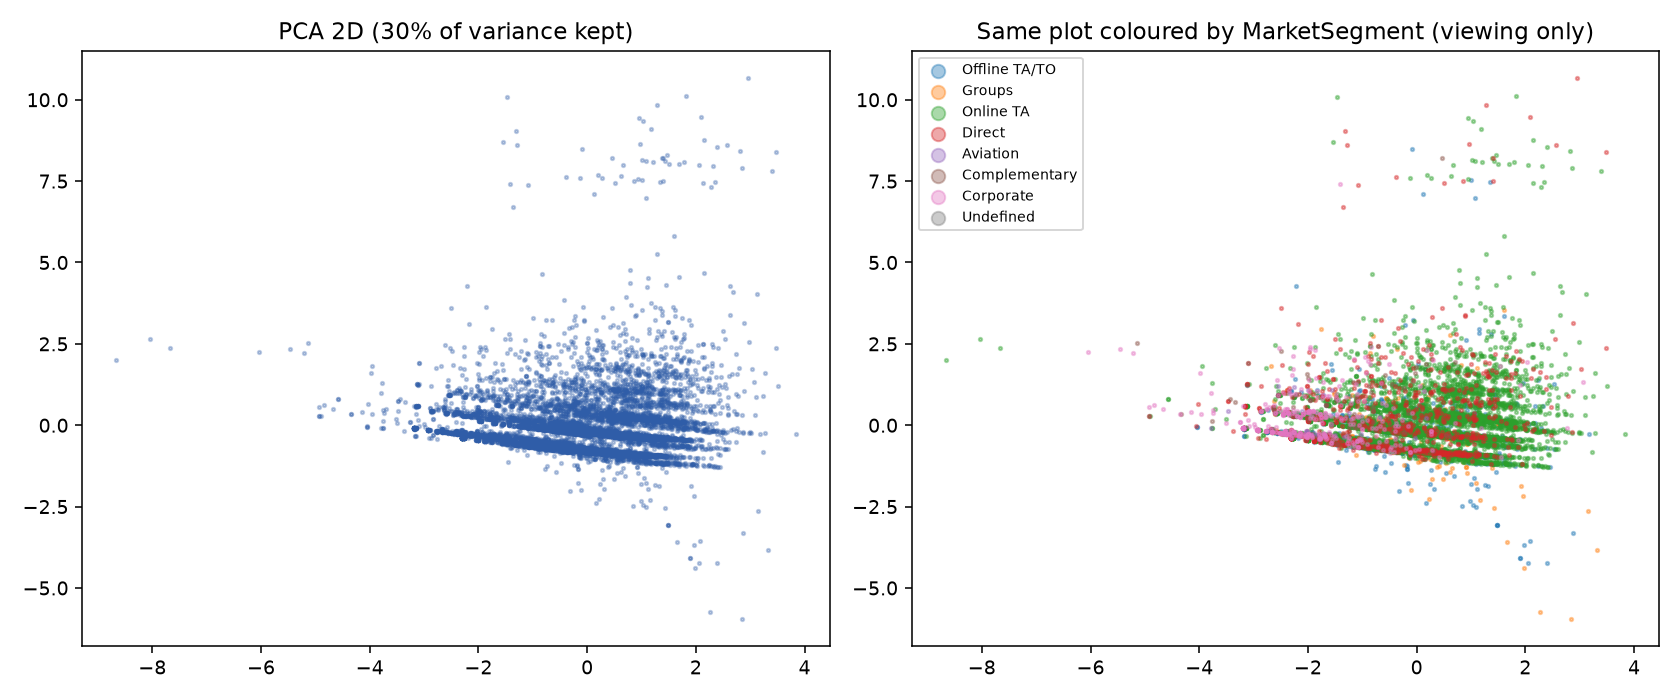 PCA 2D (30% of variance kept)
10.0
7.5
5.0
2.5
0.0
−2.5
−5.0
−8 −6 −4 −2 0 2 4
Same plot coloured by MarketSegment (viewing only)
Offline TA/TO
Groups
Online TA
Direct
Aviation
Complementary
Corporate
Undefined
10.0
7.5
5.0
2.5
0.0
−2.5
−5.0
−8 −6 −4 −2 0 2 4